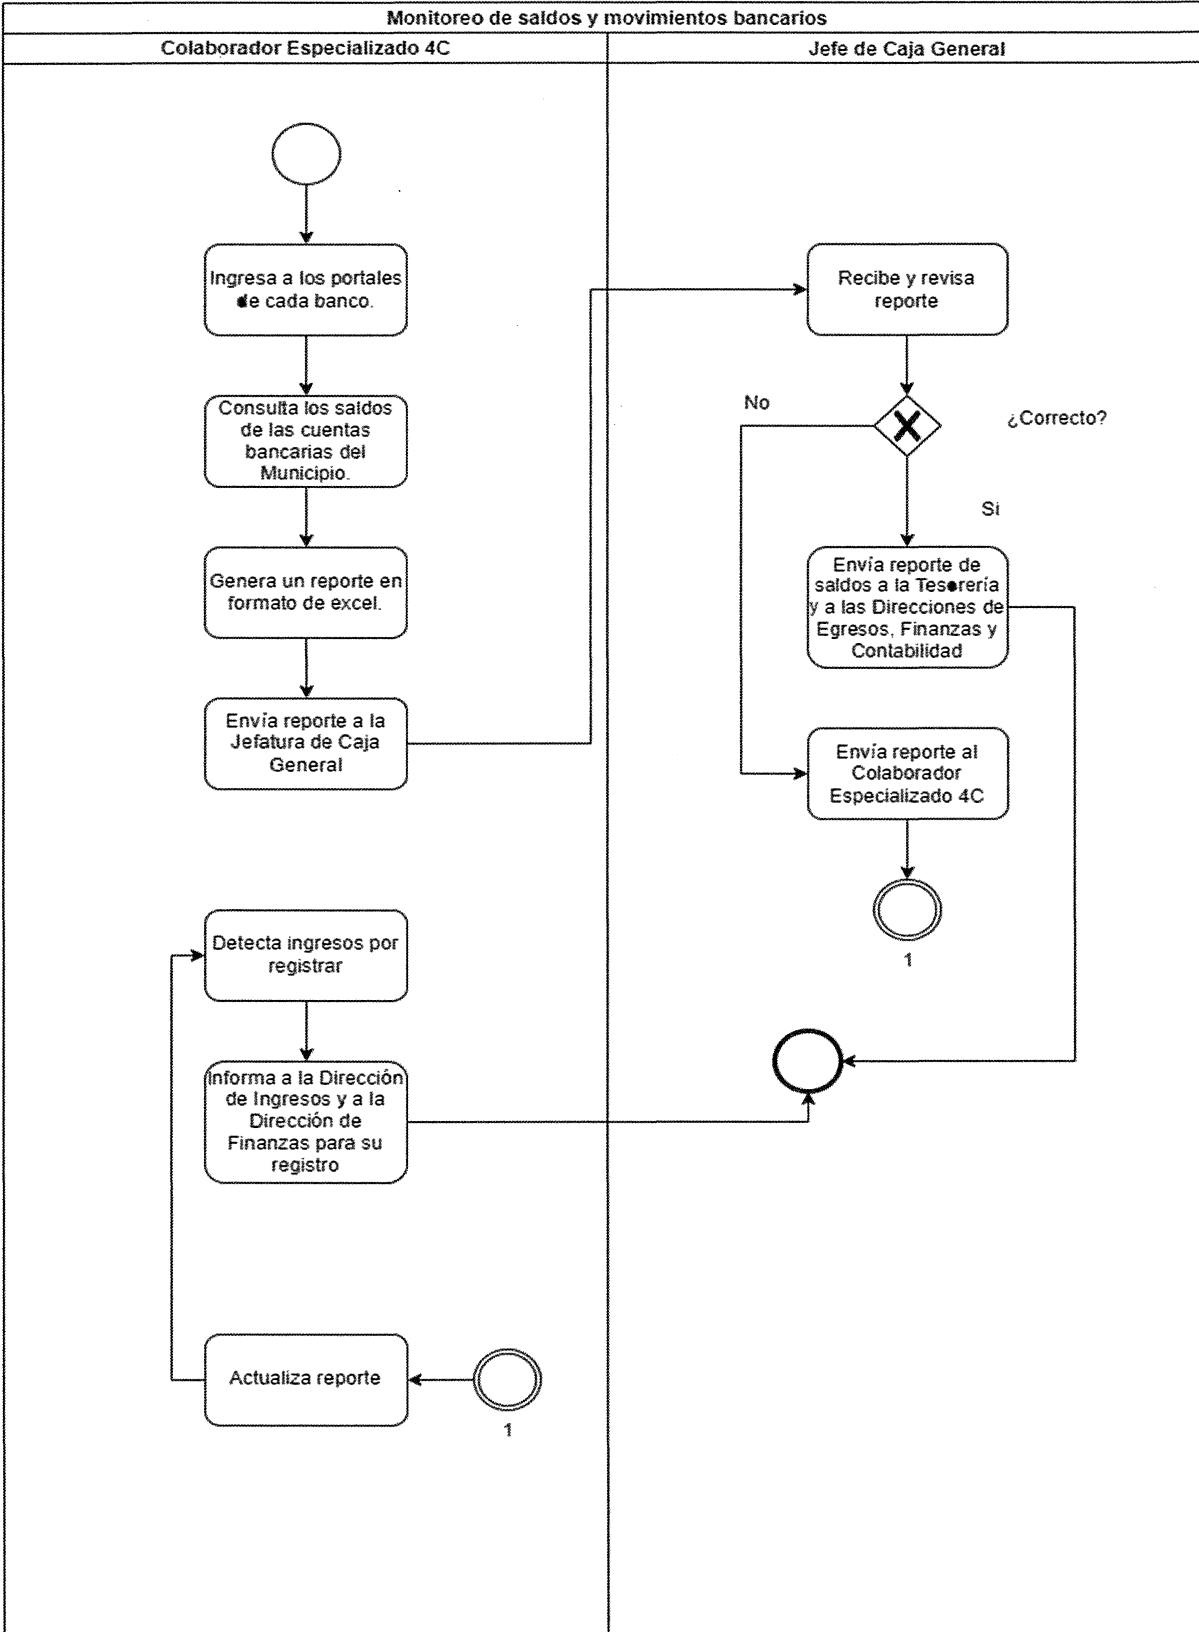 Monitoreo de saldos y movimientos bancarios
Colaborador Especializado 4C
Jefe de Caja General
Ingresa a los portales
de cada banco.
Consulta los saldos
de las cuentas
bancarias del
Municipio.
Genera un reporte en
formato de excel.
Envía reporte a la
Jefatura de Caja
General
Recibe y revisa
reporte
No
¿Correcto?
Si
Envía reporte de
saldos a la Tesorería
y a las Direcciones de
Egresos, Finanzas y
Contabilidad
Envía reporte al
Colaborador
Especializado 4C
1
Detecta ingresos por
registrar
Informa a la Dirección
de Ingresos y a la
Dirección de
Finanzas para su
registro
Actualiza reporte
1